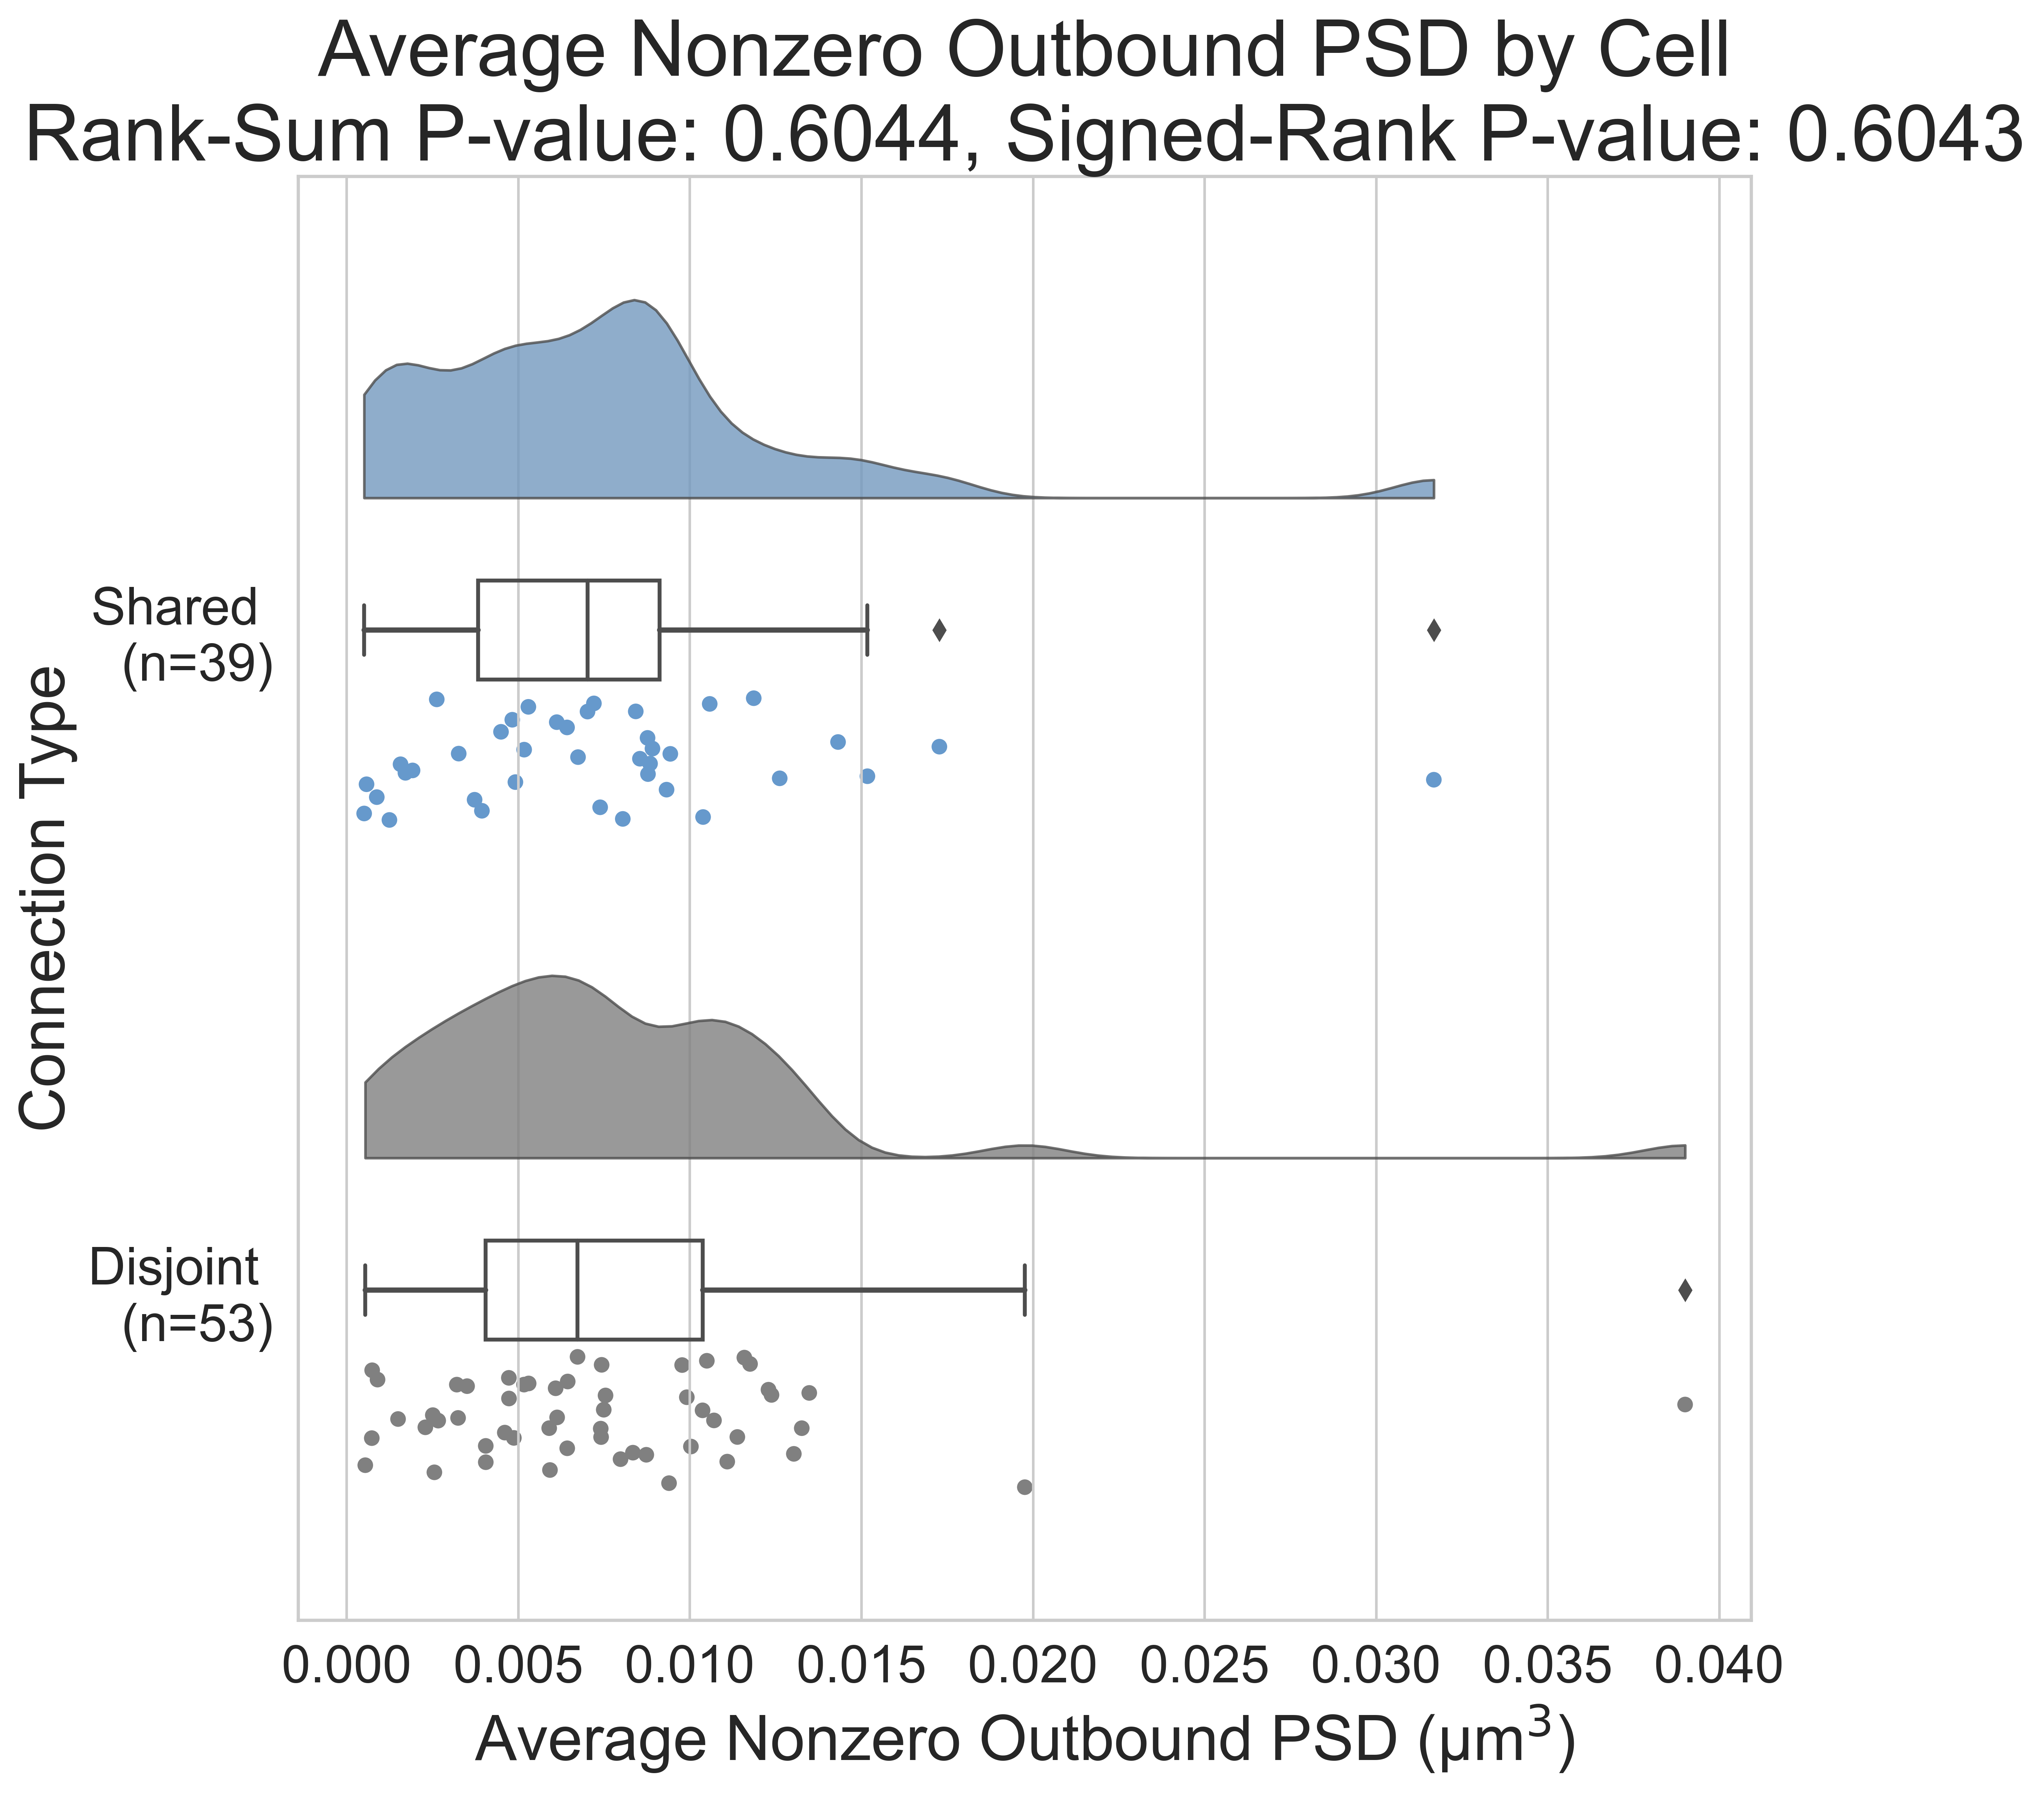 Average Nonzero Outbound PSD by Cell
Rank-Sum P-value: 0.6044, Signed-Rank P-value: 0.6043
Connection Type
Shared
(n=39)
Disjoint
(n=53)
0.000 0.005 0.010 0.015 0.020 0.025 0.030 0.035 0.040
Average Nonzero Outbound PSD (µm³)